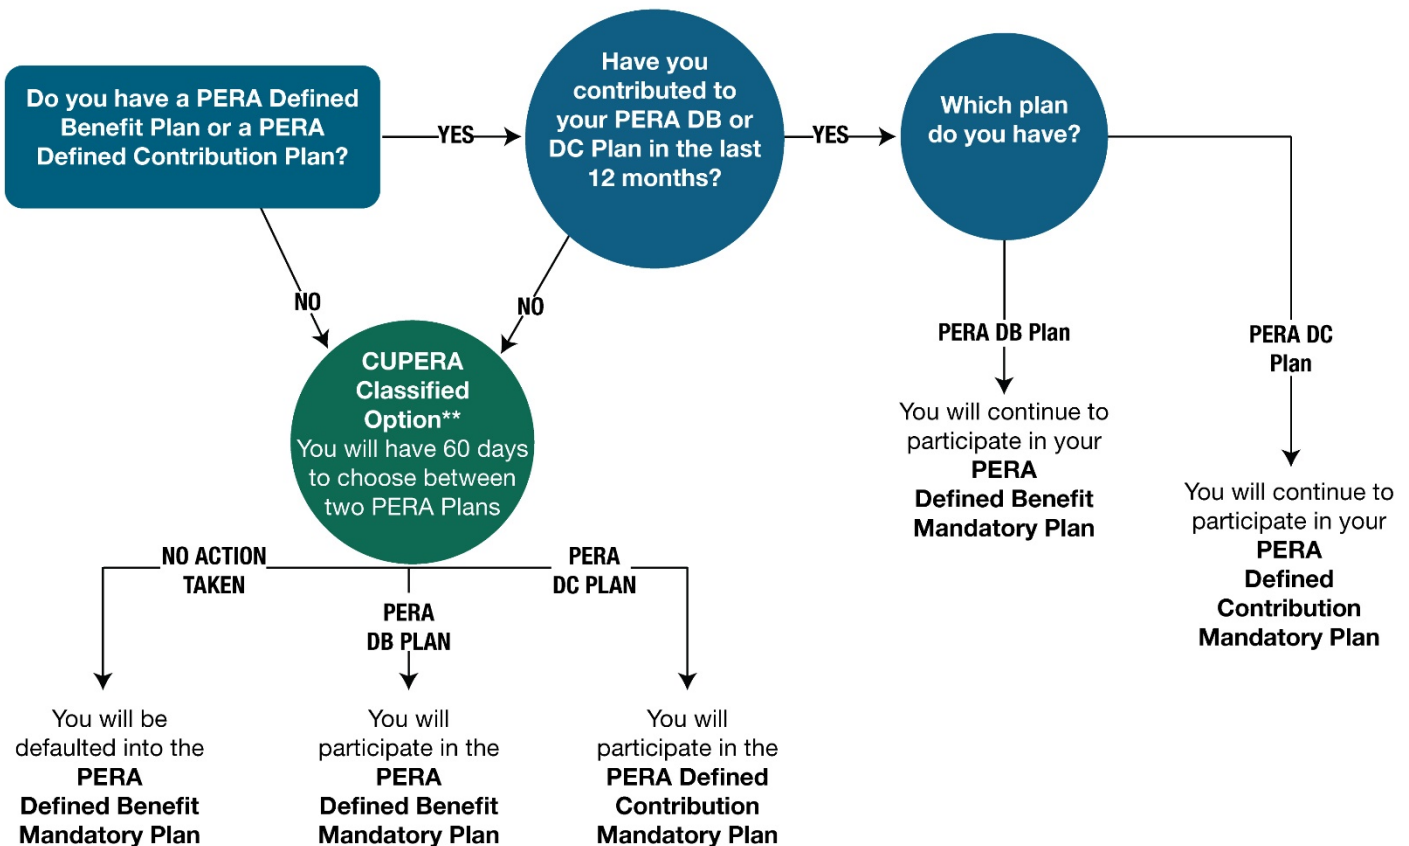 Do you have a PERA Defined
Benefit Plan or a PERA
Defined Contribution Plan?
YES
Have you
contributed to
your PERA DB or
DC Plan in the last
12 months?
YES
Which plan
do you have?
NO
NO
CUPERA
Classified
Option**
You will have 60 days
to choose between
two PERA Plans
PERA DB Plan
You will continue to
participate in your
PERA
Defined Benefit
Mandatory Plan
PERA DC
Plan
You will continue to
participate in your
PERA
Defined
Contribution
Mandatory Plan
NO ACTION
TAKEN
You will be
defaulted into the
PERA
Defined Benefit
Mandatory Plan
PERA
DB PLAN
You will
participate in the
PERA
Defined Benefit
Mandatory Plan
PERA
DC PLAN
You will
participate in the
PERA Defined
Contribution
Mandatory Plan